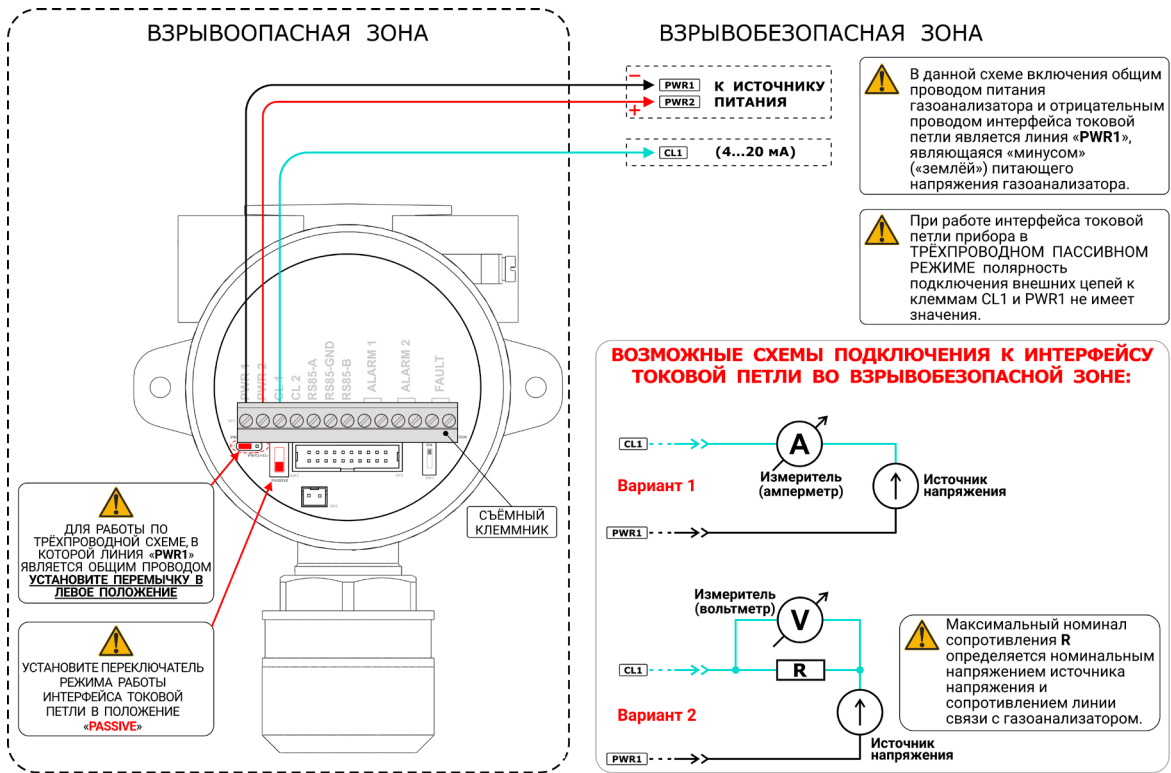 ВЗРЫВООПАСНАЯ ЗОНА
ВЗРЫВОБЕЗОПАСНАЯ ЗОНА
−
PWR1
PWR2
+
К ИСТОЧНИКУ
ПИТАНИЯ
CL1
(4...20 мА)
В данной схеме включения общим
проводом питания
газоанализатора и отрицательным
проводом интерфейса токовой
петли является линия «PWR1»,
являющаяся «минусом»
(«землёй») питающего
напряжения газоанализатора.
При работе интерфейса токовой
петли прибора в
ТРЁХПРОВОДНОМ ПАССИВНОМ
РЕЖИМЕ полярность
подключения внешних цепей к
клеммам CL1 и PWR1 не имеет
значения.
PWR 1
PWR 2
CL 1
CL 2
RS85-A
RS85-GND
RS85-B
ALARM 1
ALARM 2
FAULT
PASSIVE
СЪЁМНЫЙ
КЛЕММНИК
ДЛЯ РАБОТЫ ПО
ТРЁХПРОВОДНОЙ СХЕМЕ, В
КОТОРОЙ ЛИНИЯ «PWR1»
ЯВЛЯЕТСЯ ОБЩИМ ПРОВОДОМ
УСТАНОВИТЕ ПЕРЕМЫЧКУ В
ЛЕВОЕ ПОЛОЖЕНИЕ
УСТАНОВИТЕ ПЕРЕКЛЮЧАТЕЛЬ
РЕЖИМА РАБОТЫ
ИНТЕРФЕЙСА ТОКОВОЙ
ПЕТЛИ В ПОЛОЖЕНИЕ
«PASSIVE»
ВОЗМОЖНЫЕ СХЕМЫ ПОДКЛЮЧЕНИЯ К ИНТЕРФЕЙСУ
ТОКОВОЙ ПЕТЛИ ВО ВЗРЫВОБЕЗОПАСНОЙ ЗОНЕ:
CL1
A
Измеритель
(амперметр)
Источник
напряжения
Вариант 1
PWR1
Измеритель
(вольтметр)
V
CL1
R
Вариант 2
Источник
напряжения
PWR1
Максимальный номинал
сопротивления R
определяется номинальным
напряжением источника
напряжения и
сопротивлением линии
связи с газоанализатором.